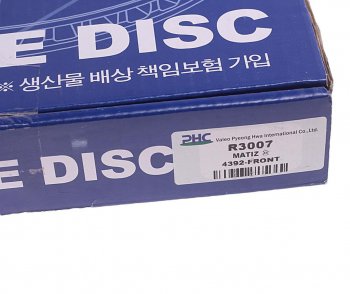 E DISC
※ 생산물 배상 책임보험 가입
E DISC
PHC Valeo Pyeong Hwa International Co., Ltd.
R3007
MATIZ
4392-FRONT